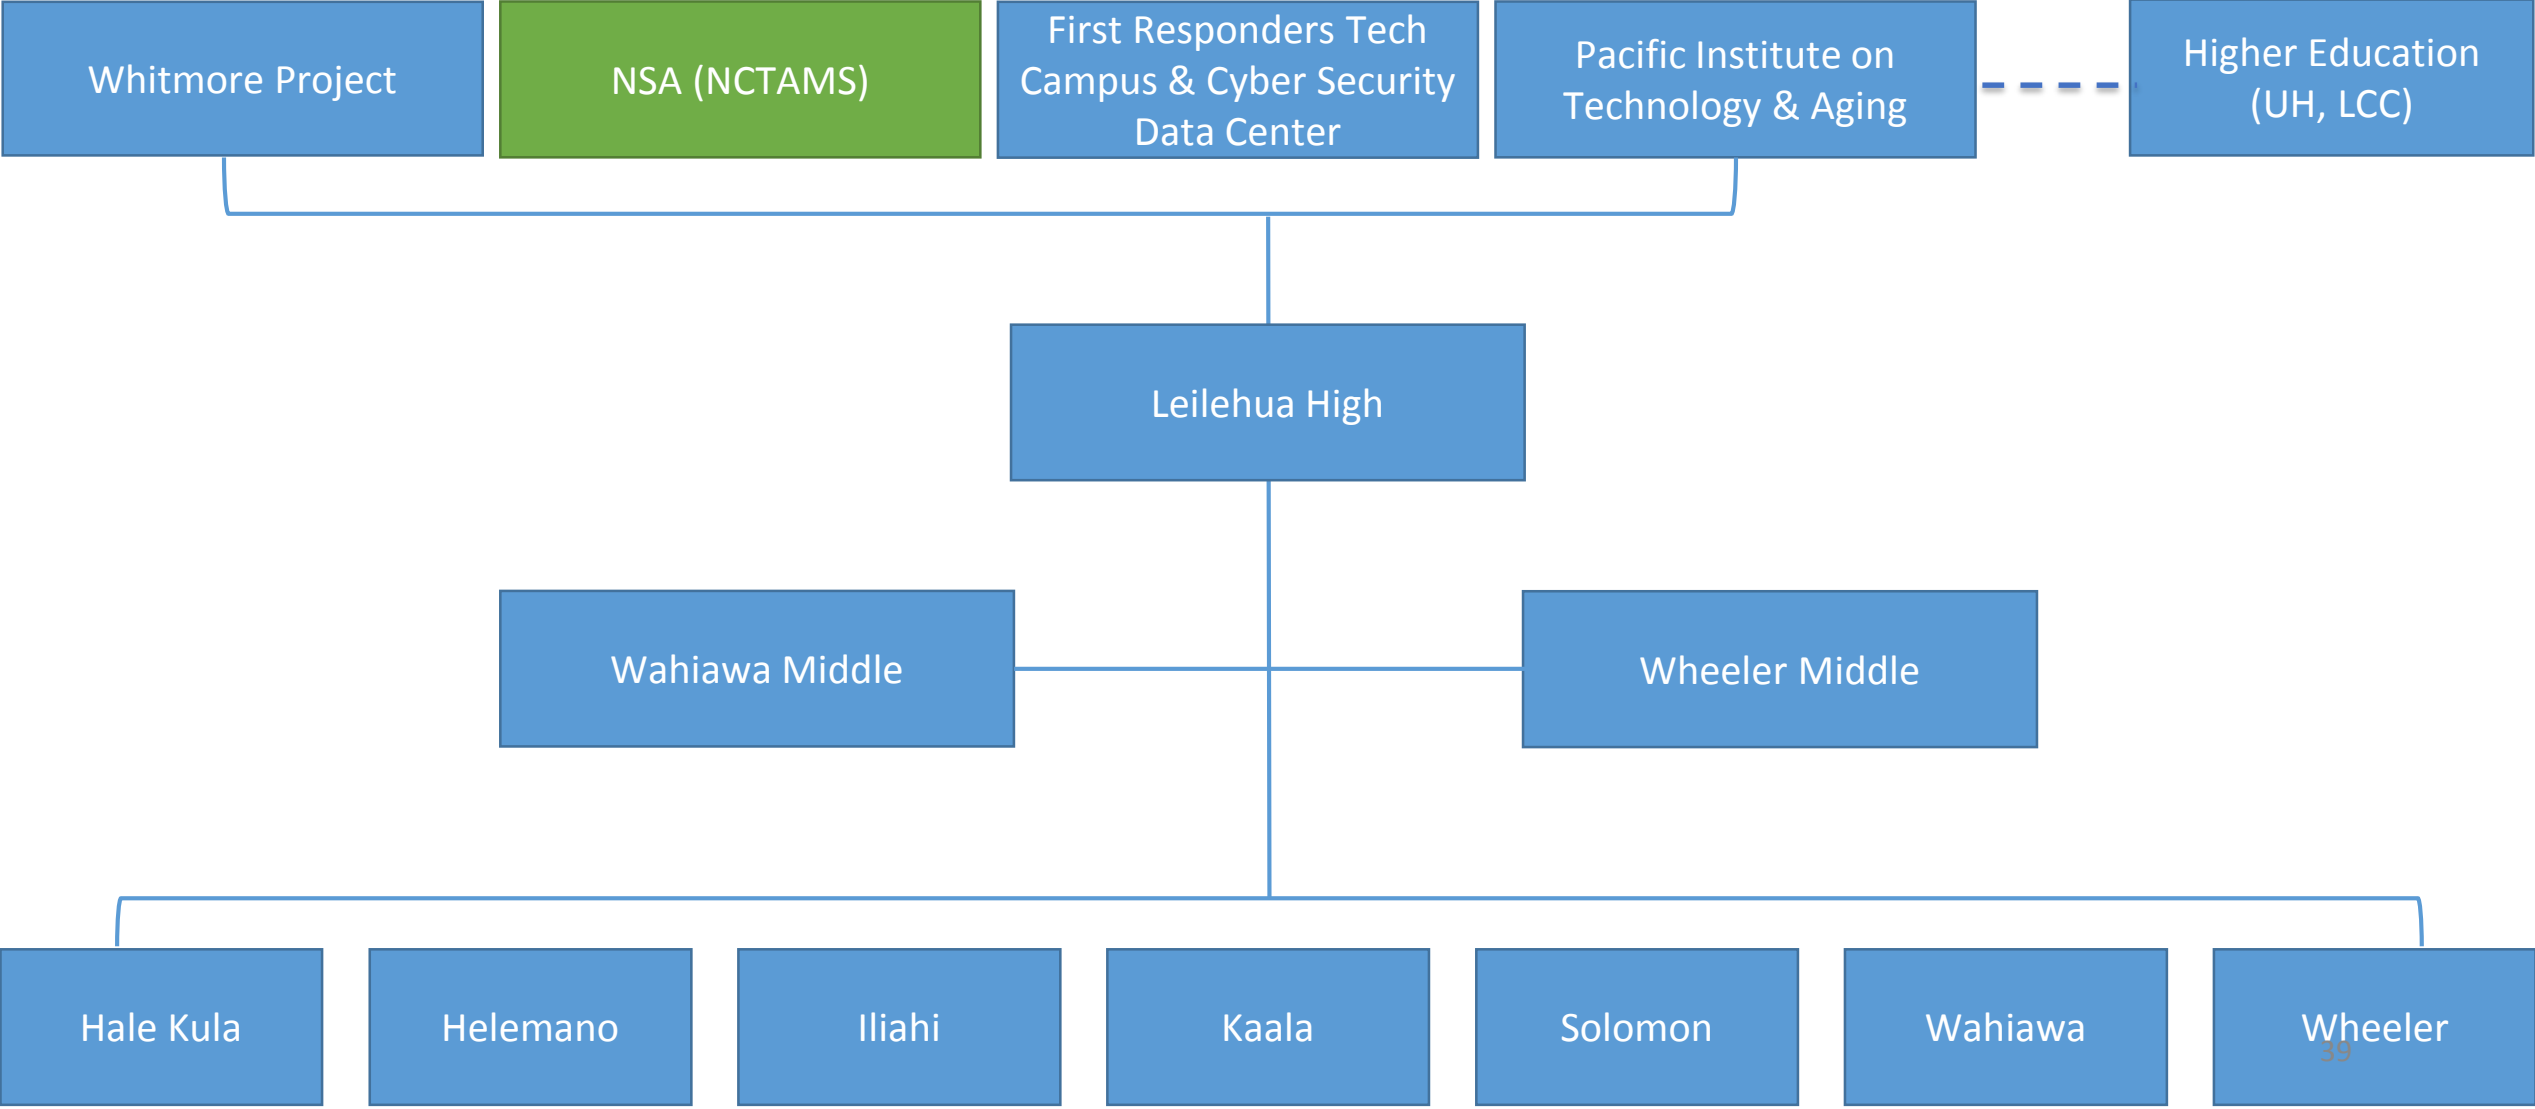 Whitmore Project
NSA (NCTAMS)
First Responders Tech
Campus & Cyber Security
Data Center
Pacific Institute on
Technology & Aging
Higher Education
(UH, LCC)
Leilehua High
Wahiawa Middle
Wheeler Middle
Hale Kula
Helemano
Iliahi
Kaala
Solomon
Wahiawa
Wheeler
39